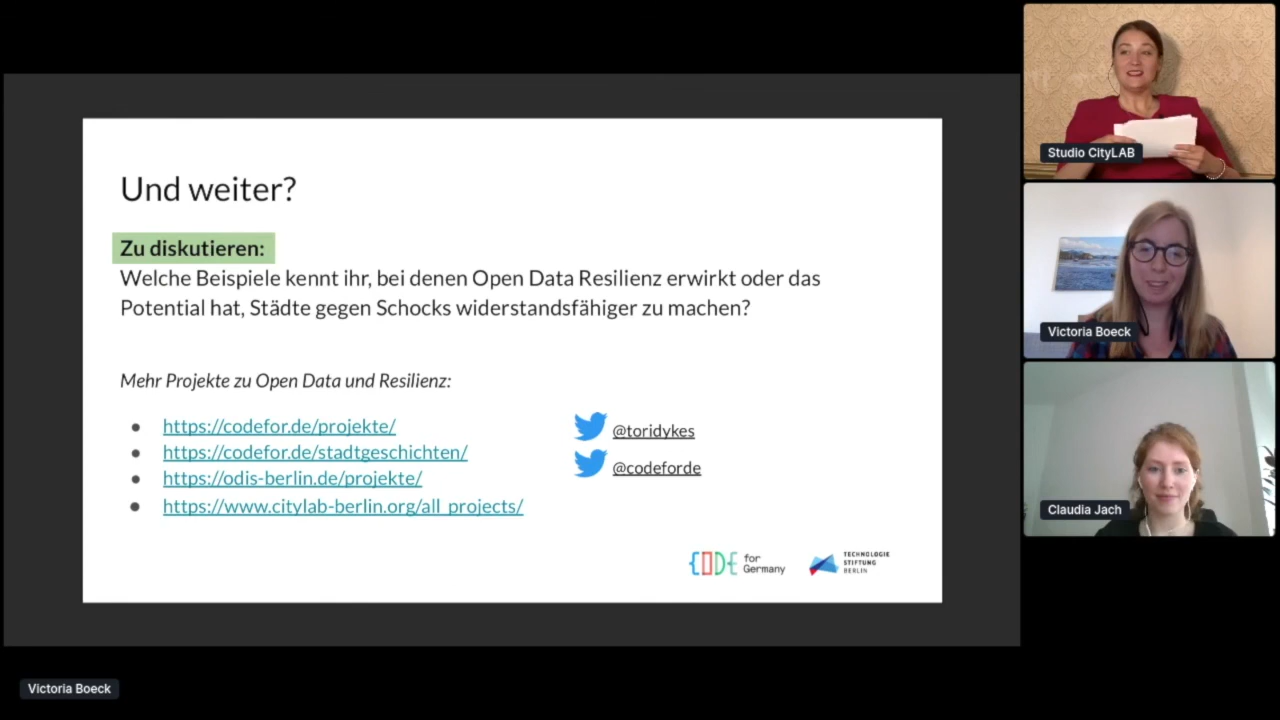 Und weiter?
Zu diskutieren:
Welche Beispiele kennt ihr, bei denen Open Data Resilienz erwirkt oder das
Potential hat, Städte gegen Schocks widerstandsfähiger zu machen?
Mehr Projekte zu Open Data und Resilienz:
https://codefor.de/projekte/
https://codefor.de/stadtgeschichten/
https://odis-berlin.de/projekte/
https://www.citylab-berlin.org/all_projects/
@toridykes
@codeforde
CODE for
Germany
TECHNOLOGIE
STIFTUNG
BERLIN
Studio CityLAB
Victoria Boeck
Claudia Jach
Victoria Boeck